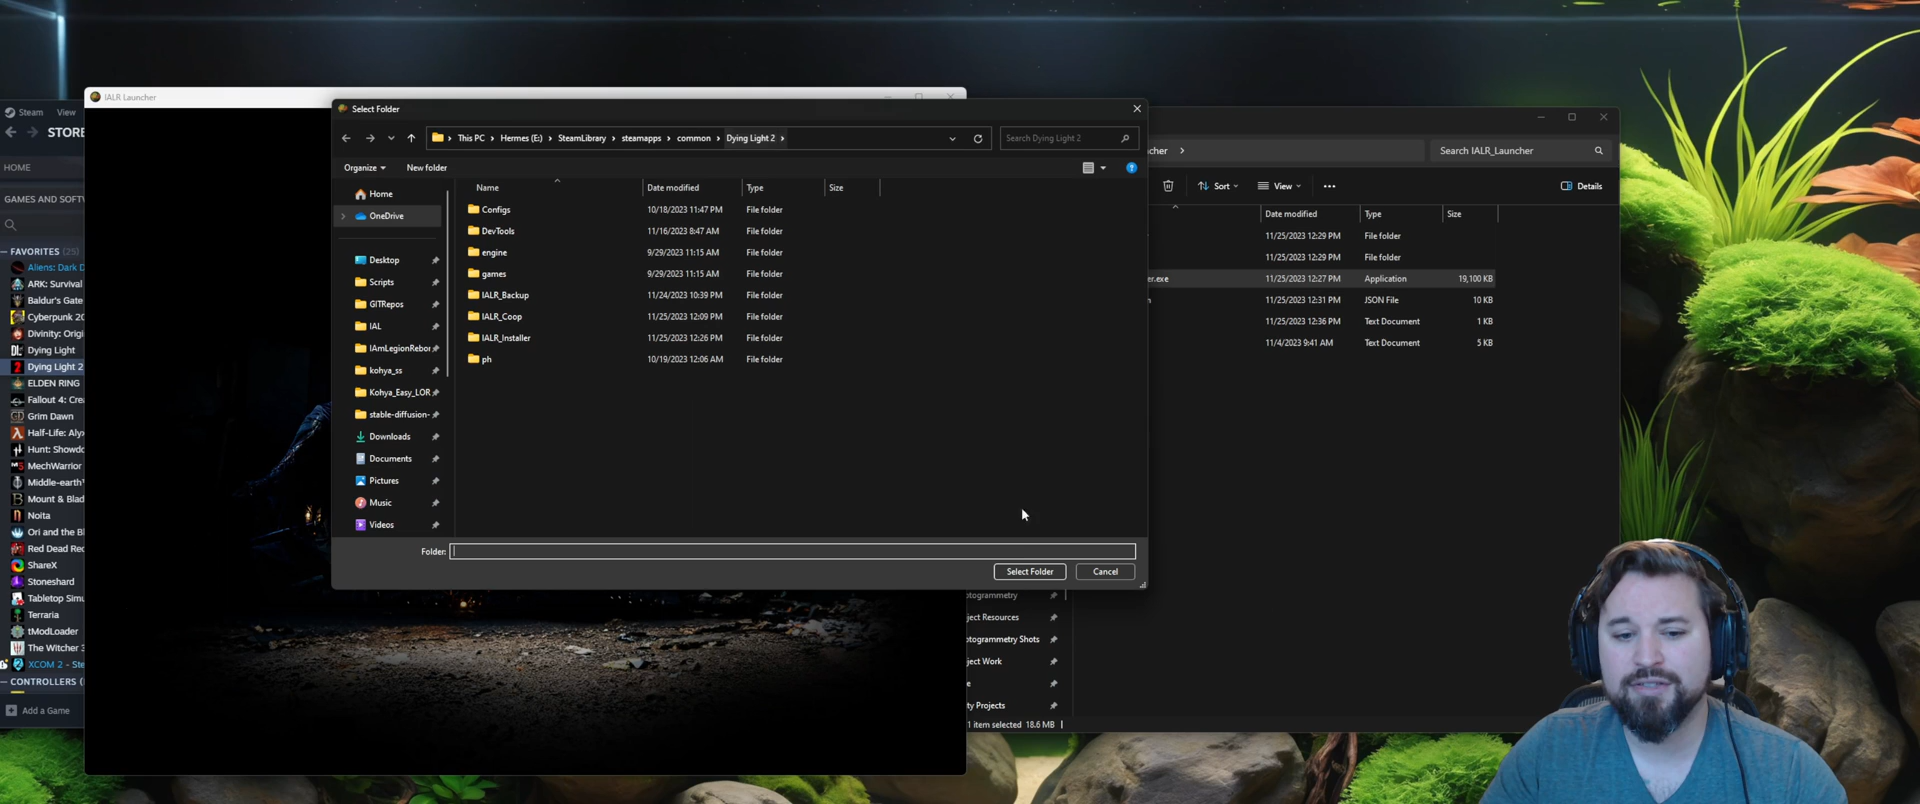 IALR Launcher
Steam
View
STORE
HOME
GAMES AND SOFTW
FAVORITES (25)
Aliens: Dark D
ARK: Survival
Baldur's Gate
Cyberpunk 20
Divinity: Origi
Dying Light
Dying Light 2
ELDEN RING
Fallout 4: Crea
Grim Dawn
Half-Life: Alyx
Hunt: Showdo
MechWarrior
Middle-earth™
Mount & Blad
Noita
Ori and the Bl
Red Dead Red
ShareX
Stoneshard
Tabletop Simu
Terraria
tModLoader
The Witcher 3
XCOM 2 - Ste
CONTROLLERS (
Add a Game
Select Folder
This PC > Hermes (E:) > SteamLibrary > steamapps > common > Dying Light 2 >
Search Dying Light 2
Organize
New folder
Home
OneDrive
Desktop
Scripts
GITRepos
IAL
IAmLegionRebor
kohya_ss
Kohya_Easy_LOR
stable-diffusion-
Downloads
Documents
Pictures
Music
Videos
Name Date modified Type Size
Configs 10/18/2023 11:47 PM File folder
DevTools 11/16/2023 8:47 AM File folder
engine 9/29/2023 11:15 AM File folder
games 9/29/2023 11:15 AM File folder
IALR_Backup 11/24/2023 10:39 PM File folder
IALR_Coop 11/25/2023 12:09 PM File folder
IALR_Installer 11/25/2023 12:26 PM File folder
ph 10/19/2023 12:06 AM File folder
Folder:
Select Folder
Cancel
cher >
Search IALR_Launcher
Sort
View
Details
Date modified Type Size
11/25/2023 12:29 PM File folder
11/25/2023 12:29 PM File folder
er.exe 11/25/2023 12:27 PM Application 19,100 KB
n 11/25/2023 12:31 PM JSON File 10 KB
11/25/2023 12:36 PM Text Document 1 KB
11/4/2023 9:41 AM Text Document 5 KB
otogrammetry
ject Resources
otogrammetry Shots
ject Work
e
ty Projects
1 item selected 18.6 MB